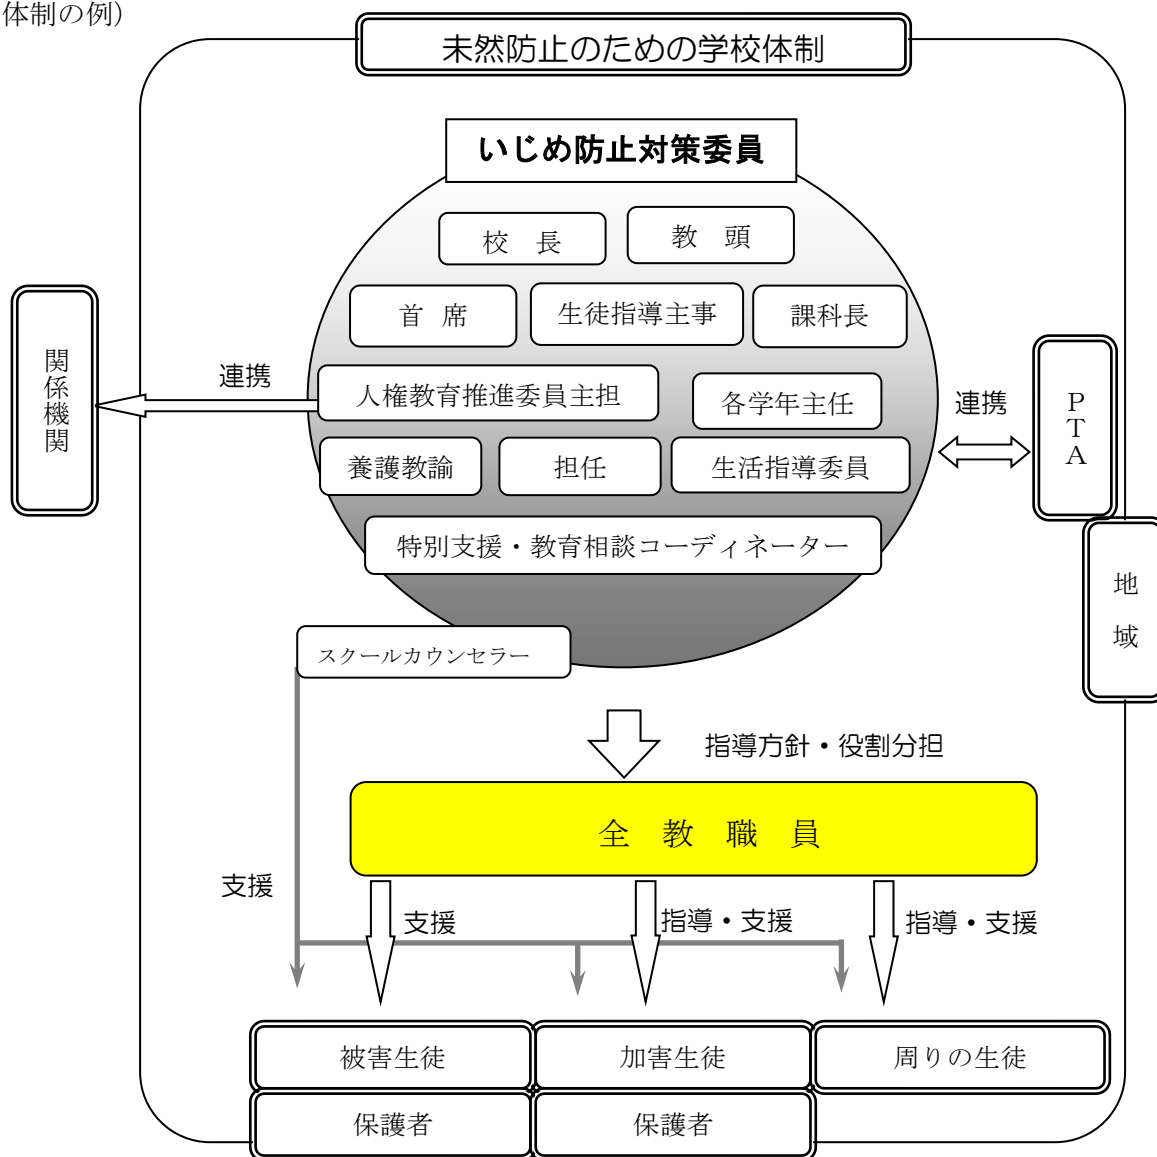 体制の例）
未然防止のための学校体制
いじめ防止対策委員
校　長
教　頭
首　席
生徒指導主事
課科長
関係機関
連携
人権教育推進委員主担
各学年主任
連携
PTA
養護教諭
担任
生活指導委員
特別支援・教育相談コーディネーター
地域
スクールカウンセラー
指導方針・役割分担
全　教　職　員
支援
支援
指導・支援
指導・支援
被害生徒
加害生徒
周りの生徒
保護者
保護者